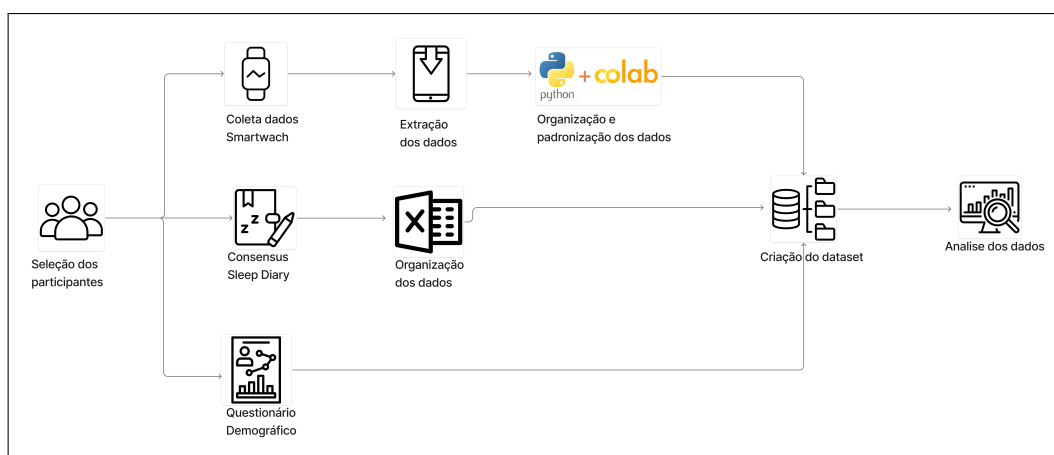 python
+ colab
Coleta dados
Smartwach
Extração
dos dados
Organização e
padronização dos dados
Seleção dos
participantes
z
z
Consensus
Sleep Diary
X
Organização
dos dados
Criação do dataset
Analise dos dados
Questionário
Demográfico